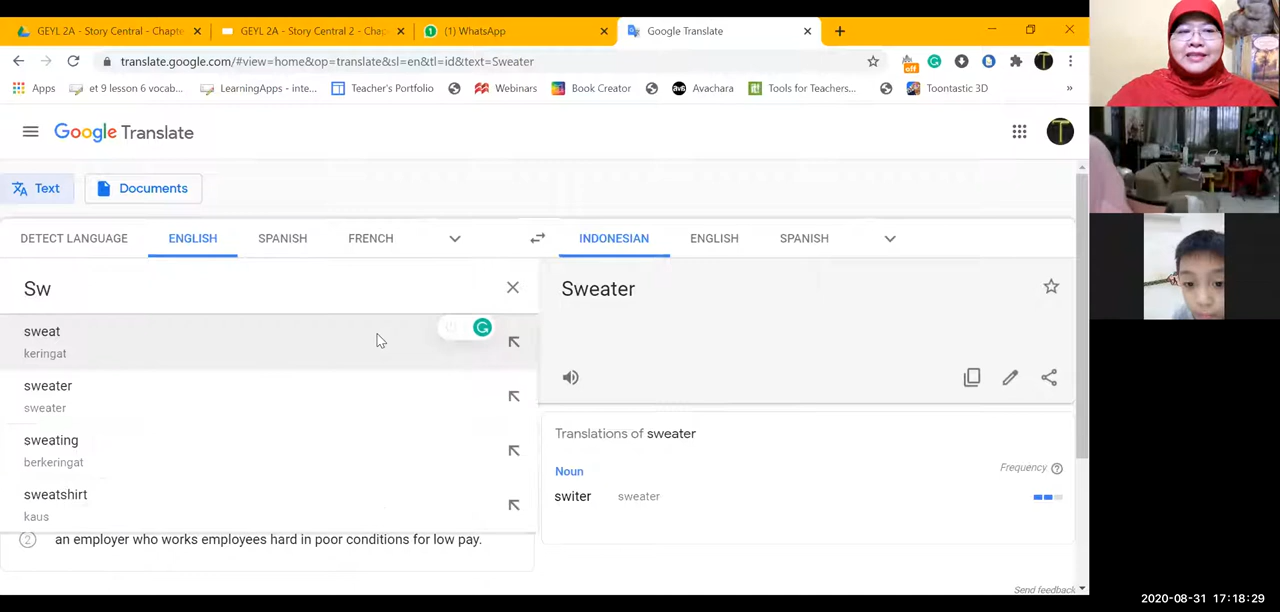 GEYL 2A - Story Central - Chapte
GEYL 2A - Story Central 2 - Chap
(1) WhatsApp
Google Translate
translate.google.com/#view=home&op=translate&sl=en&tl=id&text=Sweater
off
T
Apps
et 9 lesson 6 vocab...
LearningApps - inte...
Teacher's Portfolio
Webinars
Book Creator
Avachara
Tools for Teachers...
Toontastic 3D
»
Google Translate
T
Text
Documents
DETECT LANGUAGE
ENGLISH
SPANISH
FRENCH
INDONESIAN
ENGLISH
SPANISH
Sw
Sweater
sweat
keringat
sweater
sweater
sweating
berkeringat
sweatshirt
kaus
Translations of sweater
Noun
Frequency
switer sweater
2 an employer who works employees hard in poor conditions for low pay.
Send feedback
2020-08-31 17:18:29